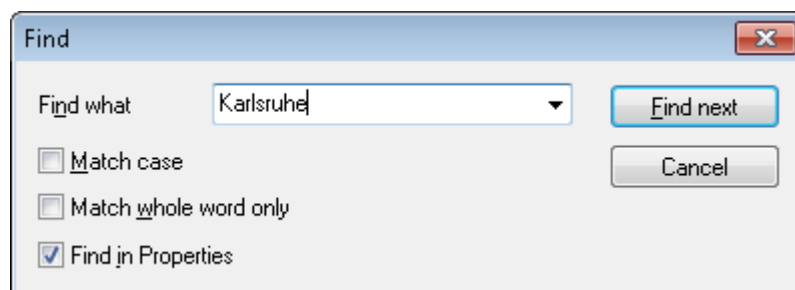 Find
Find what Karlsruhe Find next
Match case Cancel
Match whole word only
Find in Properties